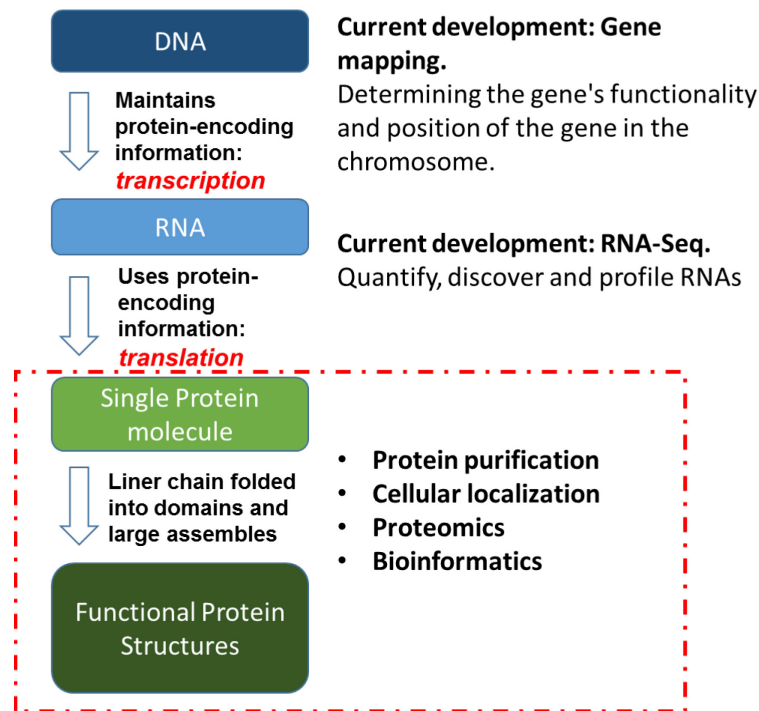 DNA
Current development: Gene
mapping.
Determining the gene's functionality
and position of the gene in the
chromosome.
Maintains
protein-encoding
information:
transcription
RNA
Current development: RNA-Seq.
Quantify, discover and profile RNAs
Uses protein-
encoding
information:
translation
Single Protein
molecule
Liner chain folded
into domains and
large assembles
• Protein purification
• Cellular localization
• Proteomics
• Bioinformatics
Functional Protein
Structures